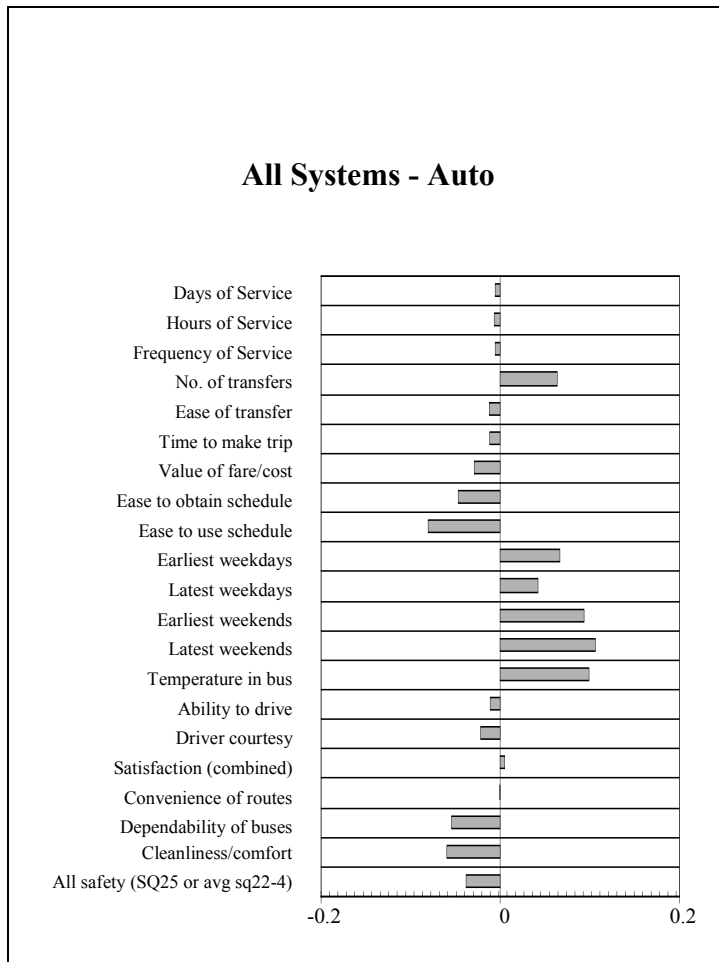 All Systems - Auto
Days of Service
Hours of Service
Frequency of Service
No. of transfers
Ease of transfer
Time to make trip
Value of fare/cost
Ease to obtain schedule
Ease to use schedule
Earliest weekdays
Latest weekdays
Earliest weekends
Latest weekends
Temperature in bus
Ability to drive
Driver courtesy
Satisfaction (combined)
Convenience of routes
Dependability of buses
Cleanliness/comfort
All safety (SQ25 or avg sq22-4)
-0.2 0 0.2